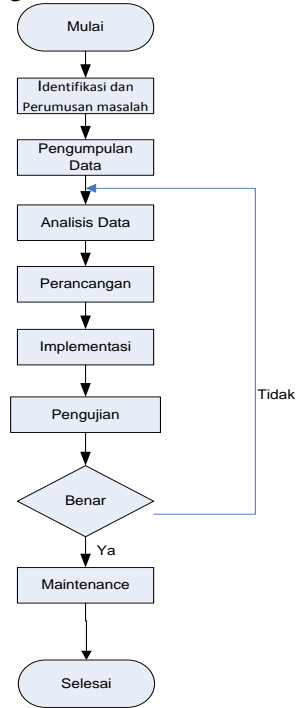 Mulai
Identifikasi dan
Perumusan masalah
Pengumpulan
Data
Analisis Data
Perancangan
Implementasi
Pengujian
Tidak
Benar
Ya
Maintenance
Selesai